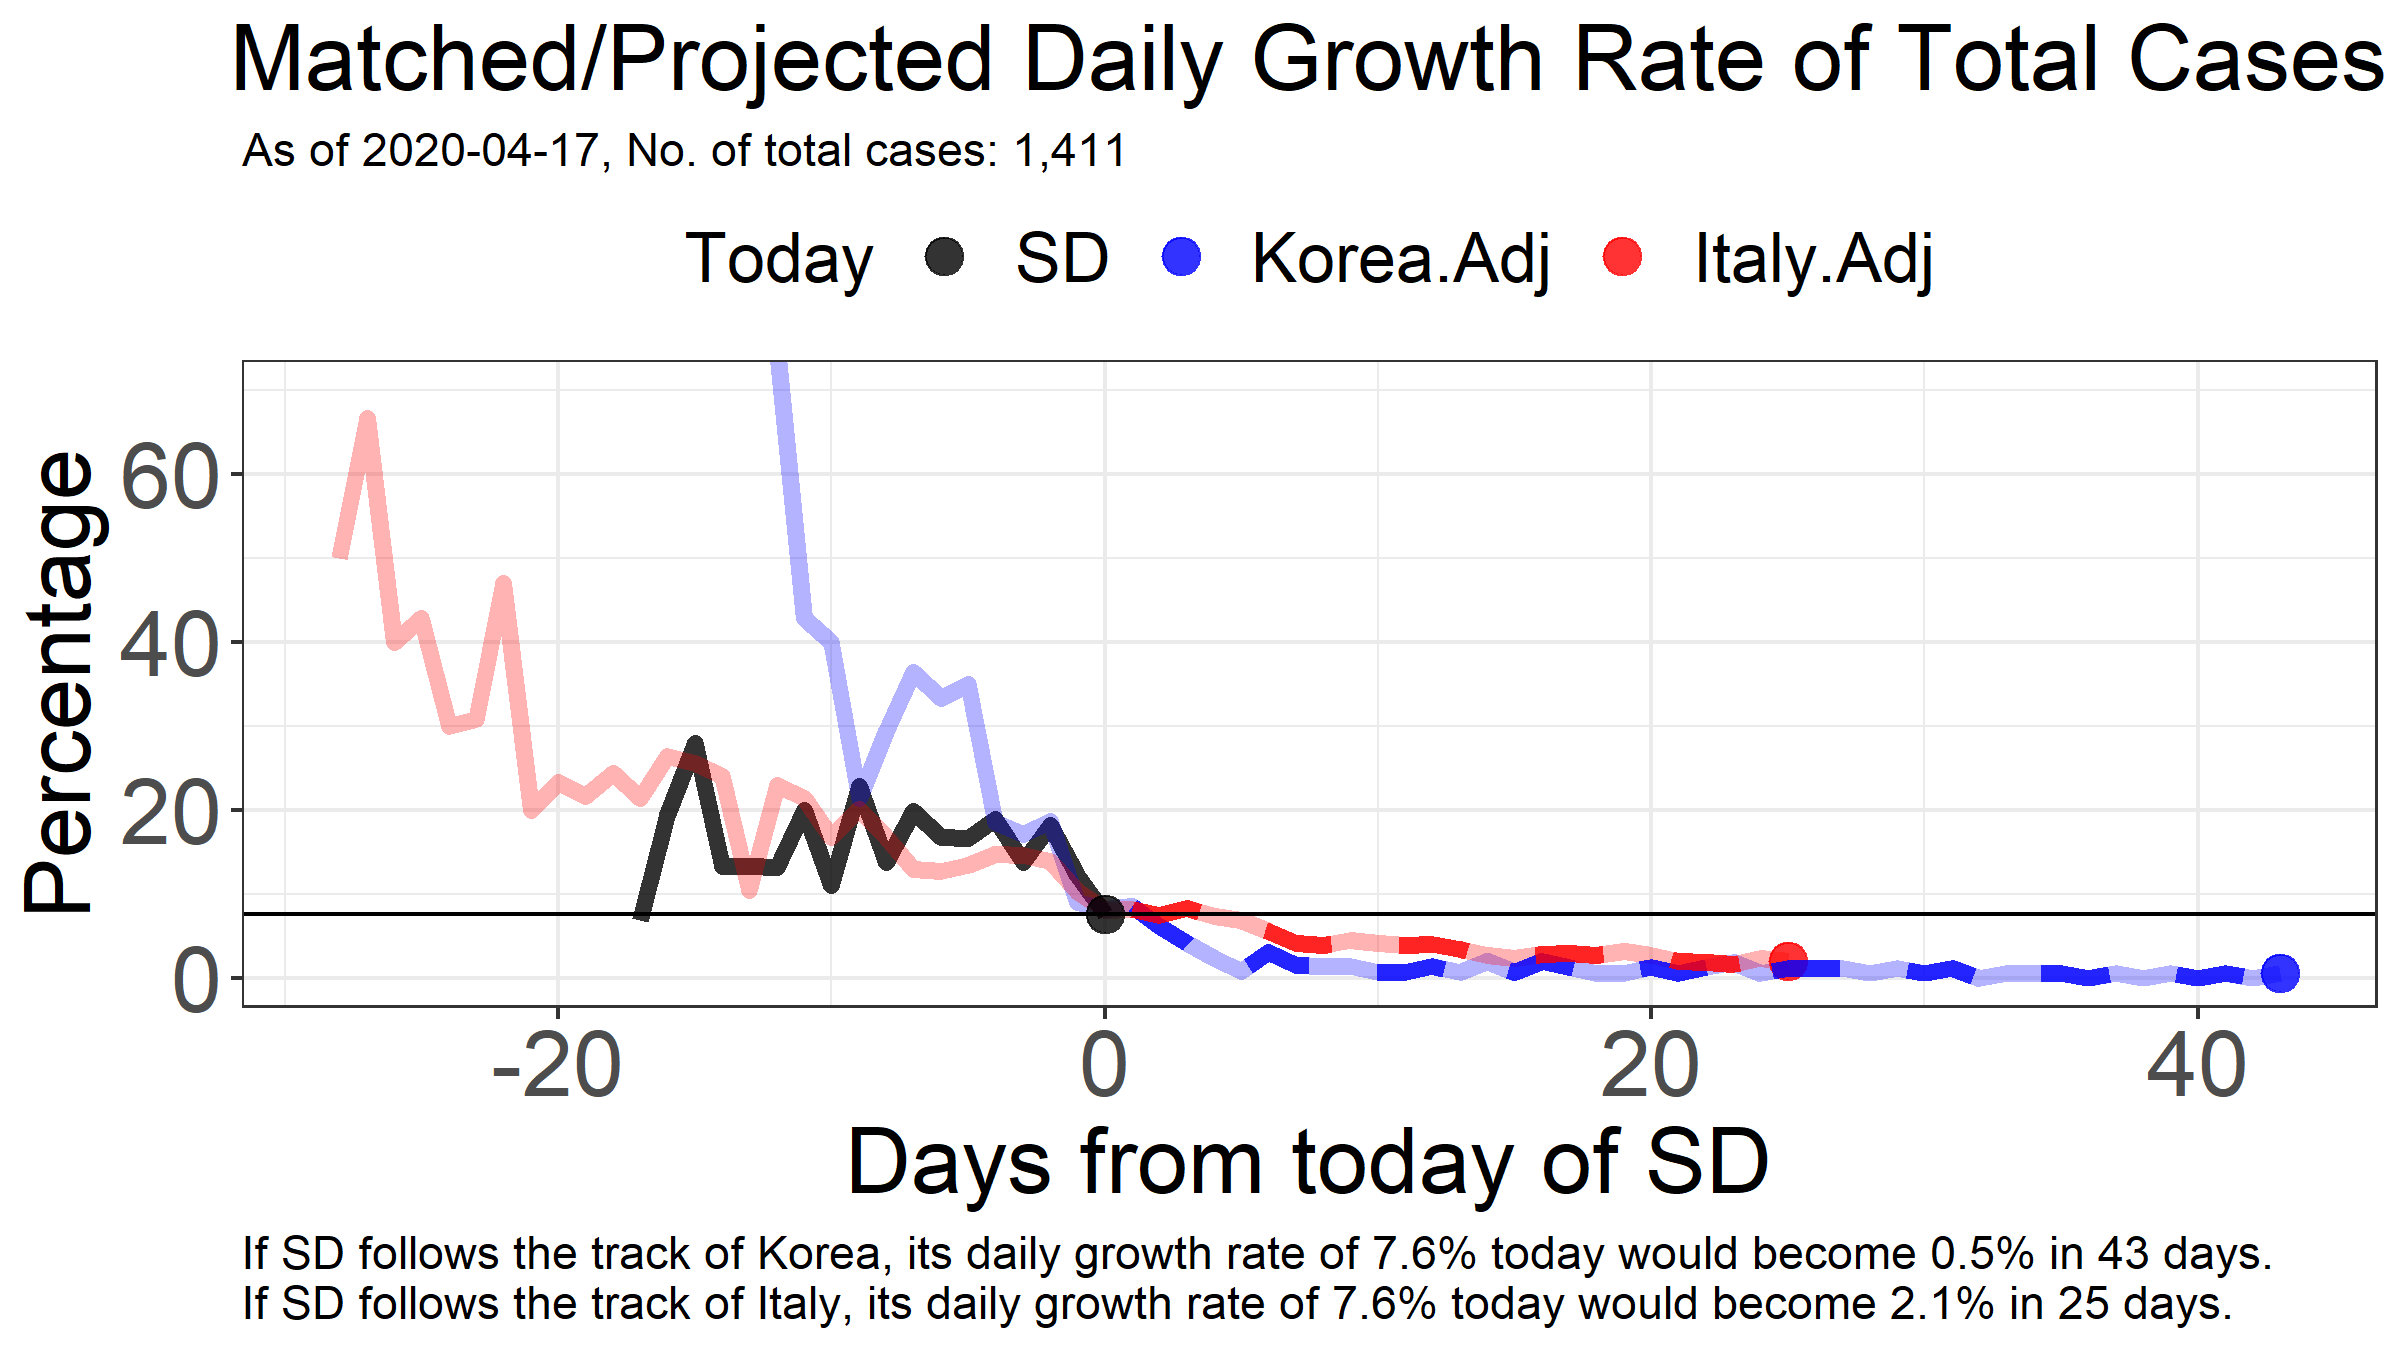 Matched/Projected Daily Growth Rate of Total Cases
As of 2020-04-17, No. of total cases: 1,411
Today SD Korea.Adj Italy.Adj
Percentage
60
40
20
0
-20 0 20 40
Days from today of SD
If SD follows the track of Korea, its daily growth rate of 7.6% today would become 0.5% in 43 days.
If SD follows the track of Italy, its daily growth rate of 7.6% today would become 2.1% in 25 days.